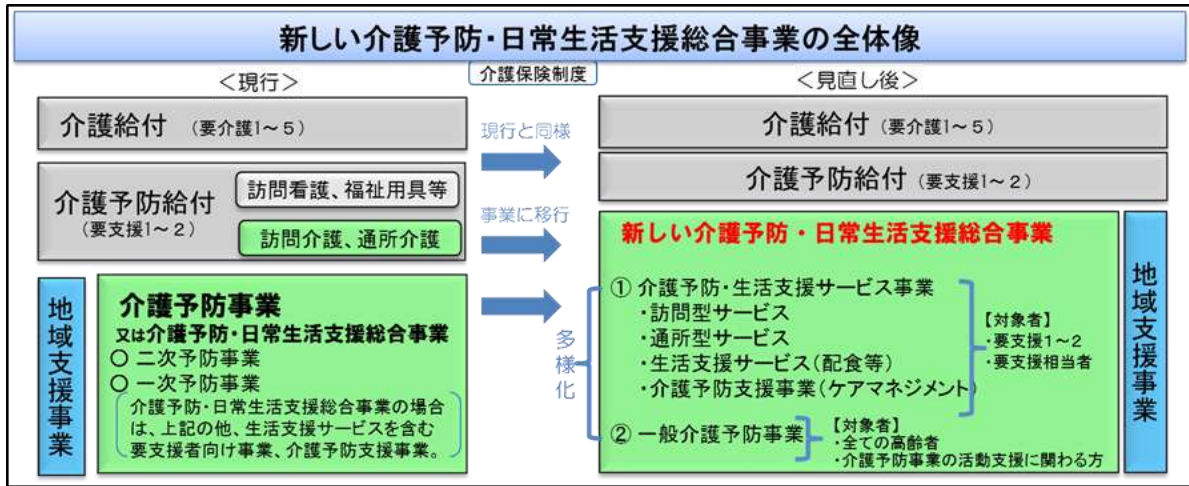 新しい介護予防・日常生活支援総合事業の全体像
＜現行＞
介護保険制度
＜見直し後＞
介護給付 （要介護1～5）
現行と同様
介護給付（要介護1～5）
介護予防給付
（要支援1～2）
訪問看護、福祉用具等
訪問介護、通所介護
事業に移行
介護予防給付（要支援1～2）
地域支援事業
介護予防事業
又は介護予防・日常生活支援総合事業
○ 二次予防事業
○ 一次予防事業
介護予防・日常生活支援総合事業の場合
は、上記の他、生活支援サービスを含む
要支援者向け事業、介護予防支援事業。
多様化
新しい介護予防・日常生活支援総合事業
① 介護予防・生活支援サービス事業
・訪問型サービス
・通所型サービス
・生活支援サービス（配食等）
・介護予防支援事業（ケアマネジメント）
【対象者】
・要支援1～2
・要支援相当者
② 一般介護予防事業
【対象者】
・全ての高齢者
・介護予防事業の活動支援に関わる方
地域支援事業